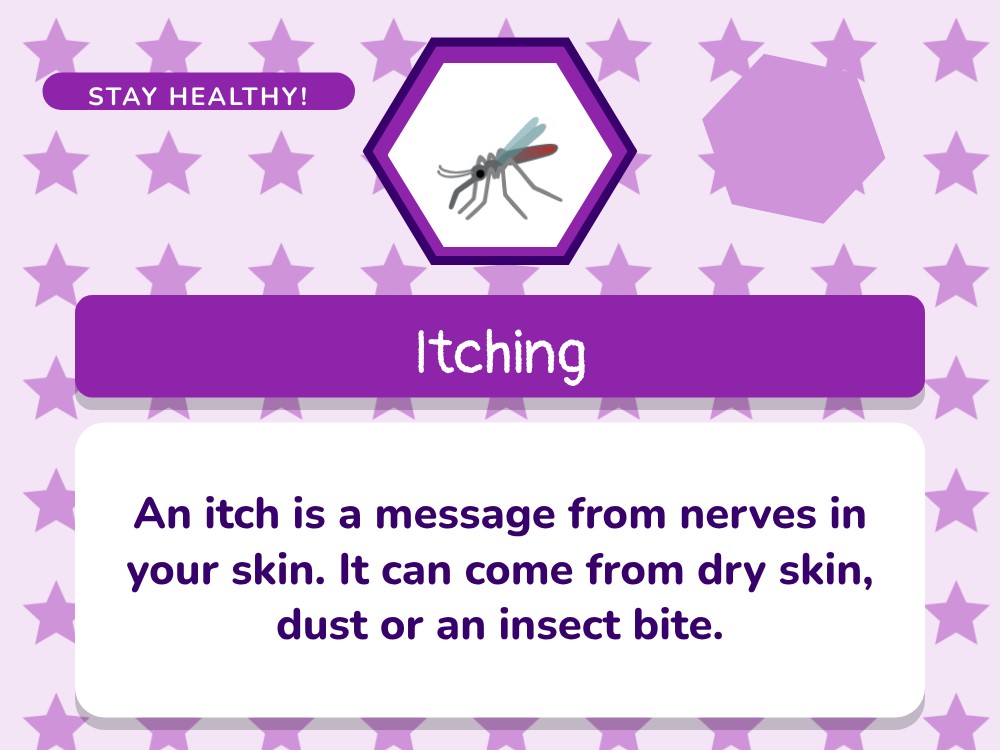 STAY HEALTHY!
Itching
An itch is a message from nerves in
your skin. It can come from dry skin,
dust or an insect bite.